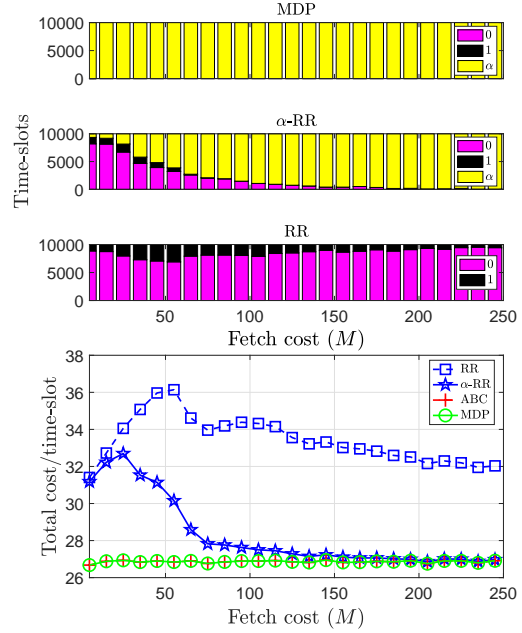 MDP
10000
5000
0
0
1
α
α-RR
10000
5000
0
0
1
α
Time-slots
RR
10000
5000
0
0
1
50 100 150 200 250
Fetch cost (M)
38
36
34
32
30
28
26
Total cost/time-slot
RR
α-RR
ABC
MDP
50 100 150 200 250
Fetch cost (M)